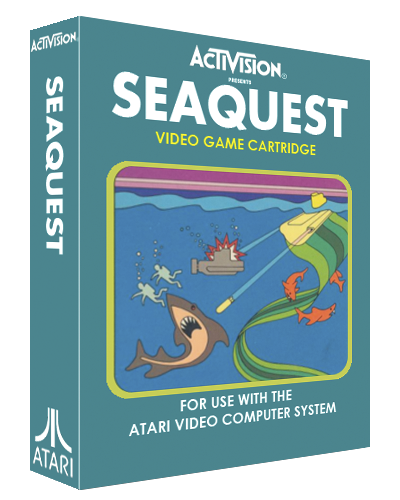 ACTIVISION®
PRESENTS
SEAQUEST
VIDEO GAME CARTRIDGE
FOR USE WITH THE
ATARI VIDEO COMPUTER SYSTEM
ACTIVISION
SEAQUEST
ATARI